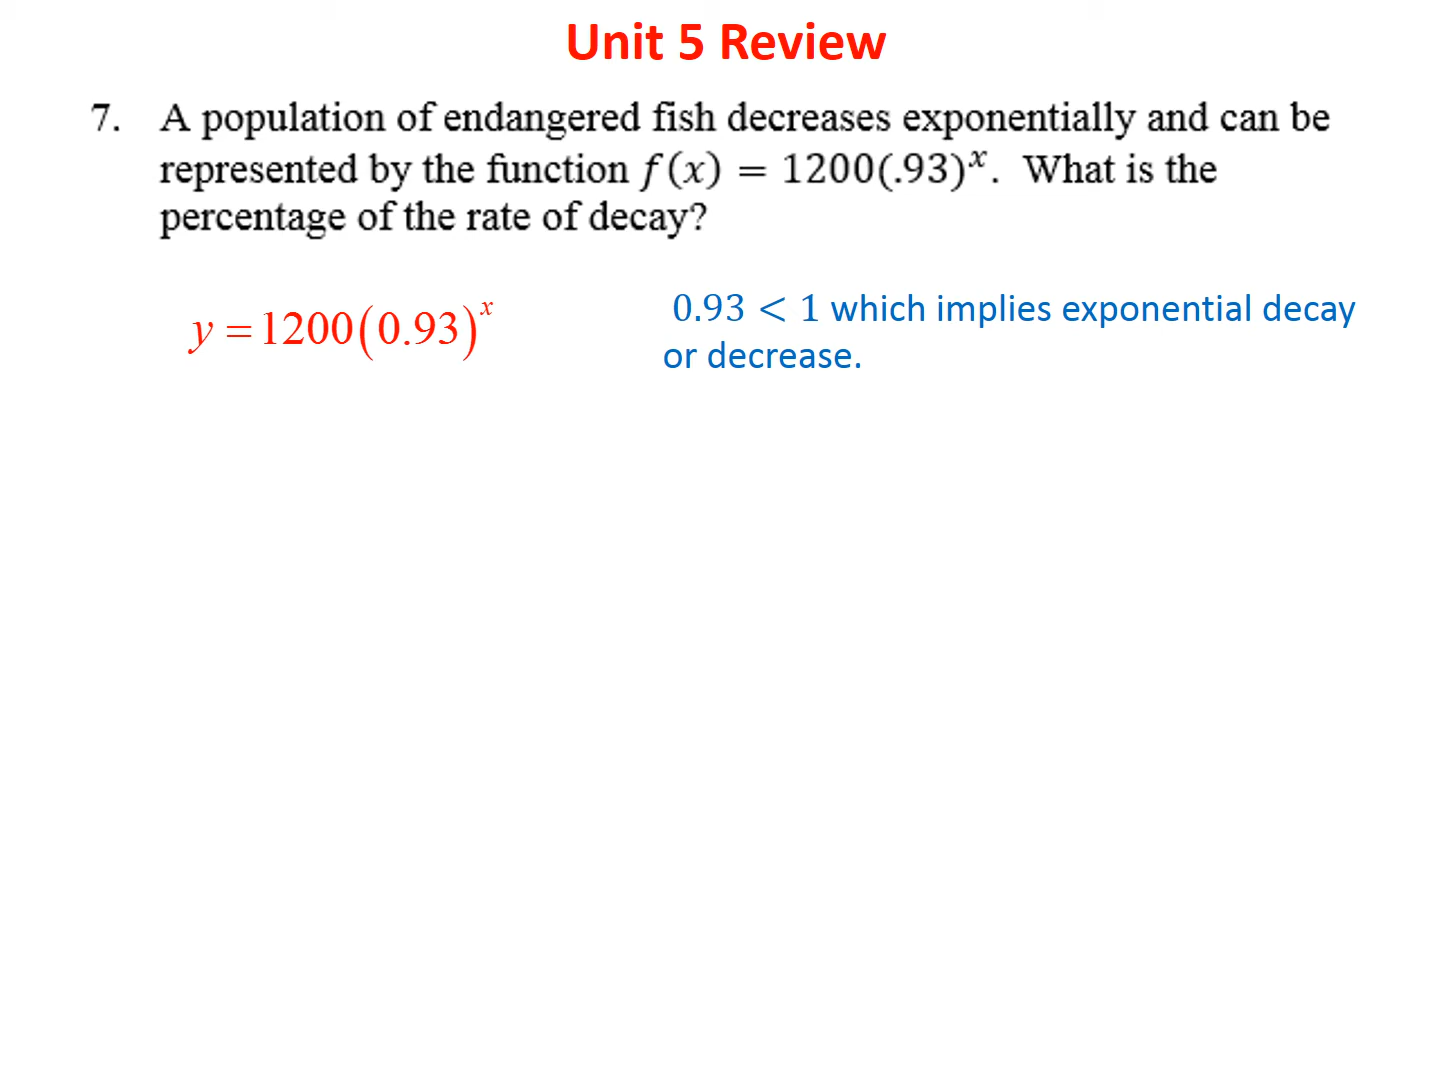 Unit 5 Review
7. A population of endangered fish decreases exponentially and can be
represented by the function f(x) = 1200(.93)^x. What is the
percentage of the rate of decay?
y = 1200(0.93)^x
0.93 < 1 which implies exponential decay
or decrease.